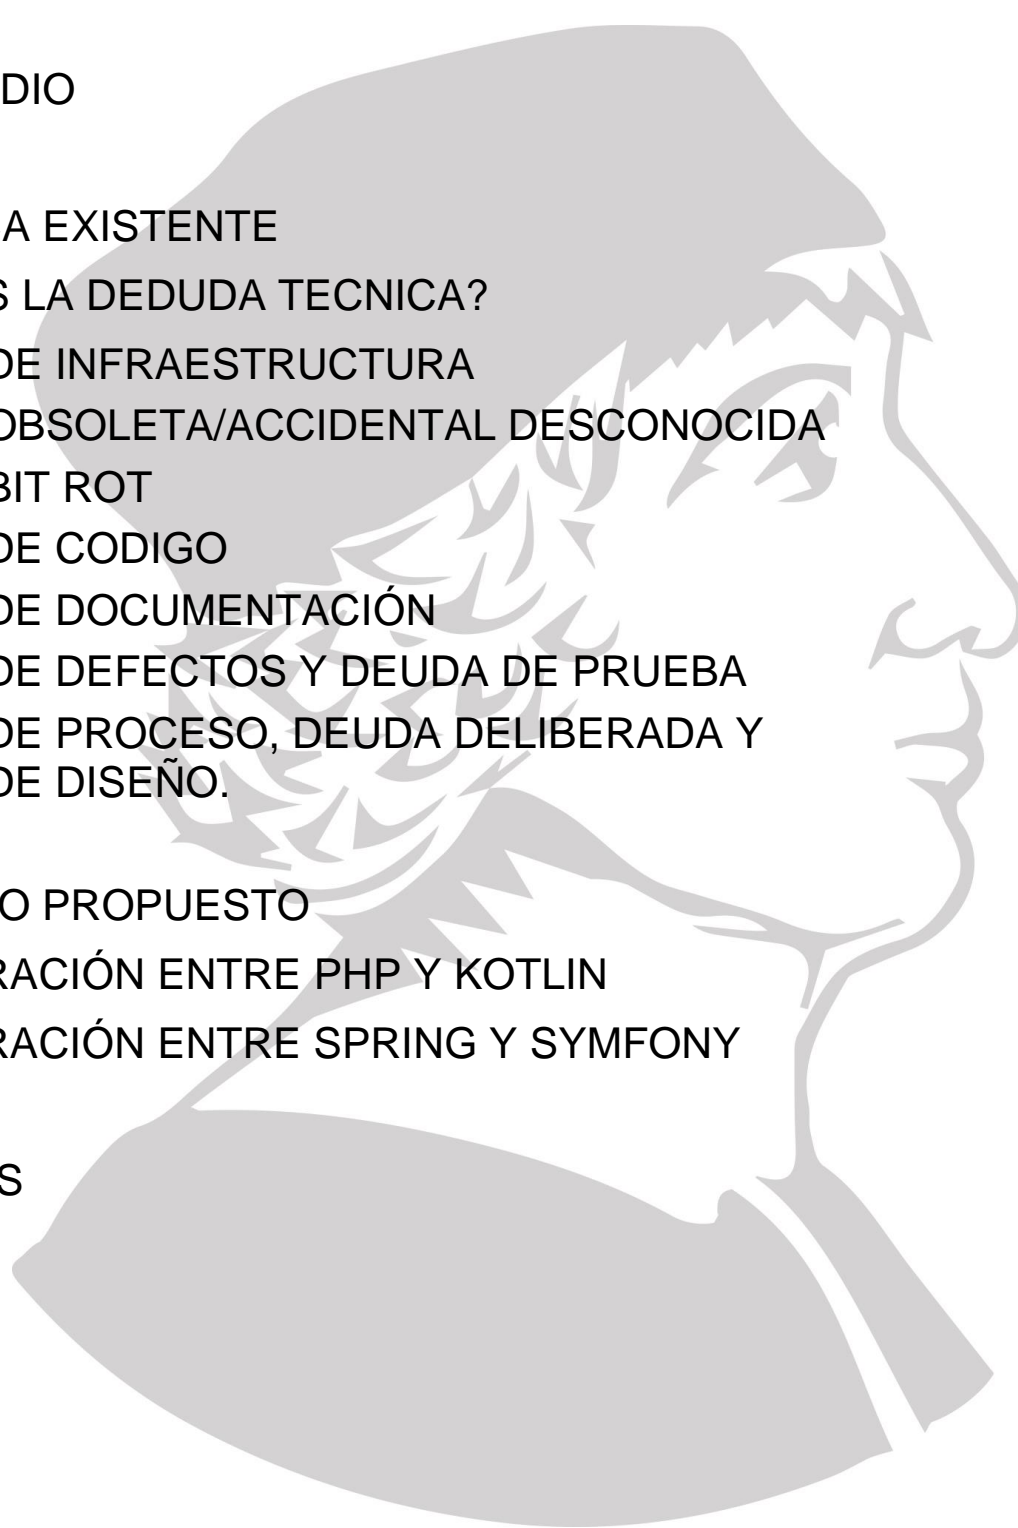 DIO
A EXISTENTE
S LA DEDUDA TECNICA?
DE INFRAESTRUCTURA
OBSOLETA/ACCIDENTAL DESCONOCIDA
BIT ROT
DE CODIGO
DE DOCUMENTACIÓN
DE DEFECTOS Y DEUDA DE PRUEBA
DE PROCESO, DEUDA DELIBERADA Y
DE DISEÑO.
O PROPUESTO
RACIÓN ENTRE PHP Y KOTLIN
RACIÓN ENTRE SPRING Y SYMFONY
S